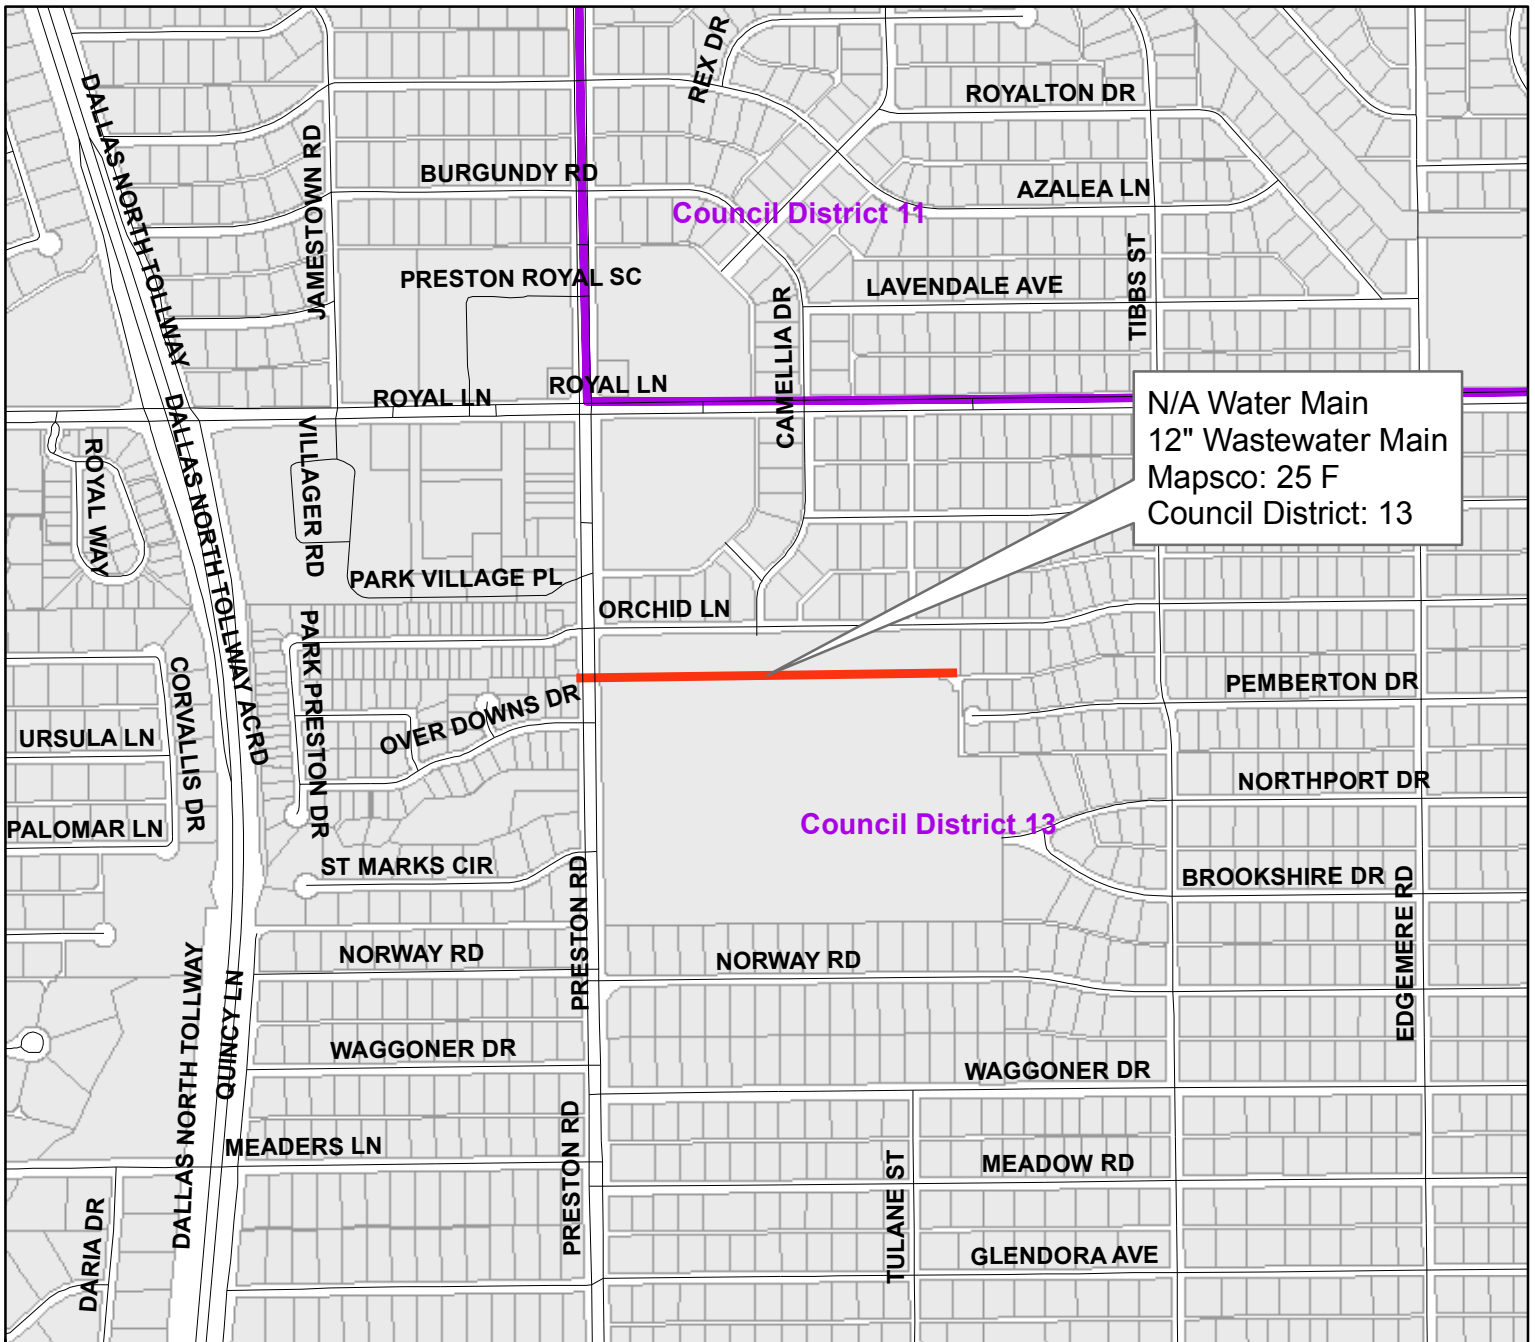 REX DR
ROYALTON DR
DALLAS NORTH TOLLWAY
JAMESTOWN RD
BURGUNDY RD
AZALEA LN
Council District 11
TIBBS ST
PRESTON ROYAL SC
LAVENDALE AVE
CAMELLIA DR
ROYAL LN
ROYAL LN
N/A Water Main
12" Wastewater Main
Mapsco: 25 F
Council District: 13
DALLAS NORTH TOLLWAY ACRD
VILLAGER RD
ROYAL WAY
PARK VILLAGE PL
ORCHID LN
PARK PRESTON DR
CORVALLIS DR
OVER DOWNS DR
PEMBERTON DR
URSULA LN
NORTHPORT DR
PALOMAR LN
Council District 13
ST MARKS CIR
PRESTON RD
BROOKSHIRE DR
EDGEMERE RD
NORWAY RD
NORWAY RD
DALLAS NORTH TOLLWAY
QUINCY LN
WAGGONER DR
WAGGONER DR
PRESTON RD
MEADERS LN
TULANE ST
MEADOW RD
DARIA DR
GLENDORA AVE